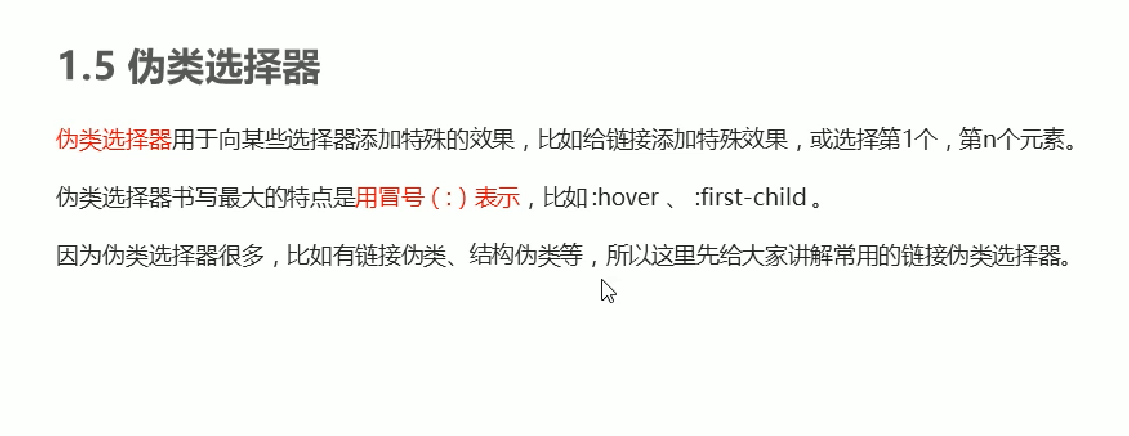 1.5 伪类选择器
伪类选择器用于向某些选择器添加特殊的效果，比如给链接添加特殊效果，或选择第1个，第n个元素。
伪类选择器书写最大的特点是用冒号（:）表示，比如 :hover 、 :first-child 。
因为伪类选择器很多，比如有链接伪类、结构伪类等，所以这里先给大家讲解常用的链接伪类选择器。